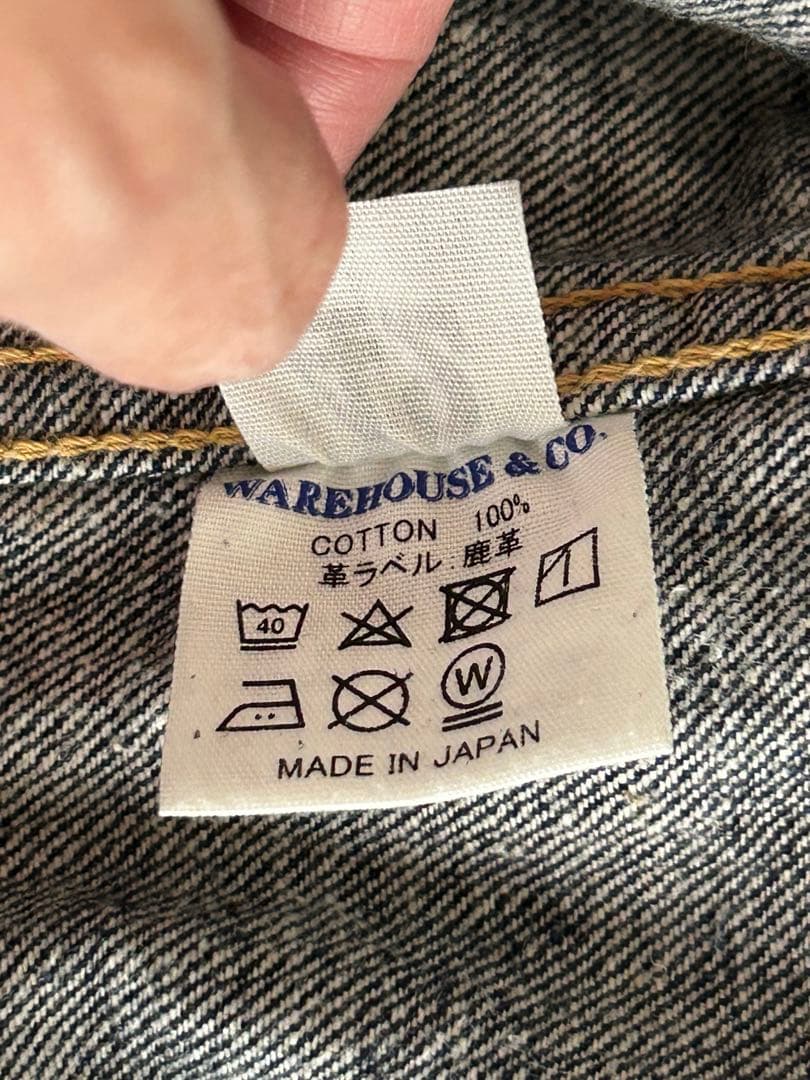 WAREHOUSE & CO.
COTTON 100%
革ラベル:鹿革
40
W
MADE IN JAPAN